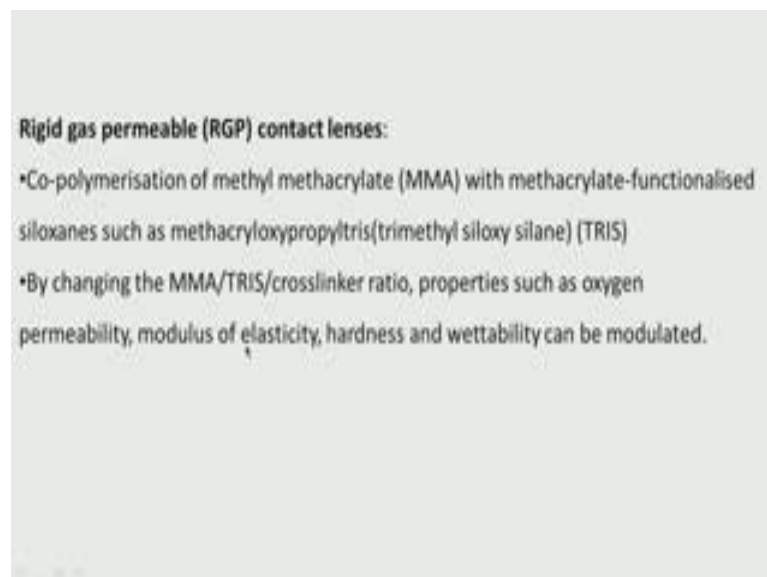 Rigid gas permeable (RGP) contact lenses:
•Co-polymerisation of methyl methacrylate (MMA) with methacrylate-functionalised
siloxanes such as methacryloxypropyltris(trimethyl siloxy silane) (TRIS)
•By changing the MMA/TRIS/crosslinker ratio, properties such as oxygen
permeability, modulus of elasticity, hardness and wettability can be modulated.